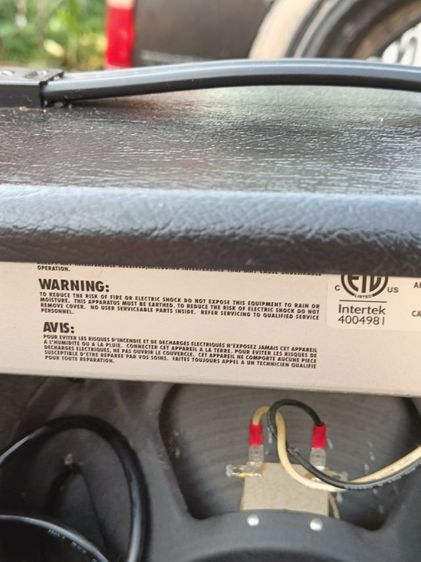 OPERATION.
WARNING:
TO REDUCE THE RISK OF FIRE OR ELECTRIC SHOCK DO NOT EXPOSE THIS EQUIPMENT TO RAIN OR
MOISTURE. THIS APPARATUS MUST BE EARTHED. TO REDUCE THE RISK OF ELECTRIC SHOCK DO NOT
REMOVE COVER. NO USER SERVICEABLE PARTS INSIDE. REFER SERVICING TO QUALIFIED SERVICE
PERSONNEL.
AVIS:
POUR EVITER LES RISQUES D'INCENDIE ET DE DECHARGES ELECTRIQUES N'EXPOSEZ JAMAIS CET APPAREIL
A L'HUMIDITE OU A LA PLUIE. CONNECTER CET APPAREIL A LA TERRE. POUR EVITER LES RISQUES DE
DECHARGES ELECTRIQUES, NE PAS OUVRIR LE COUVERCLE. CET APPAREIL NE COMPORTE AUCUNE PIÈCE
SUSCEPTIBLE D'ETRE REPAREE PAR VOS SOINS. FAITES TOUJOURS APPEL A UN TECHNICIEN QUALIFIE
POUR TOUTE REPARATION.
C ETL US
LISTED
Intertek
4004981
CA